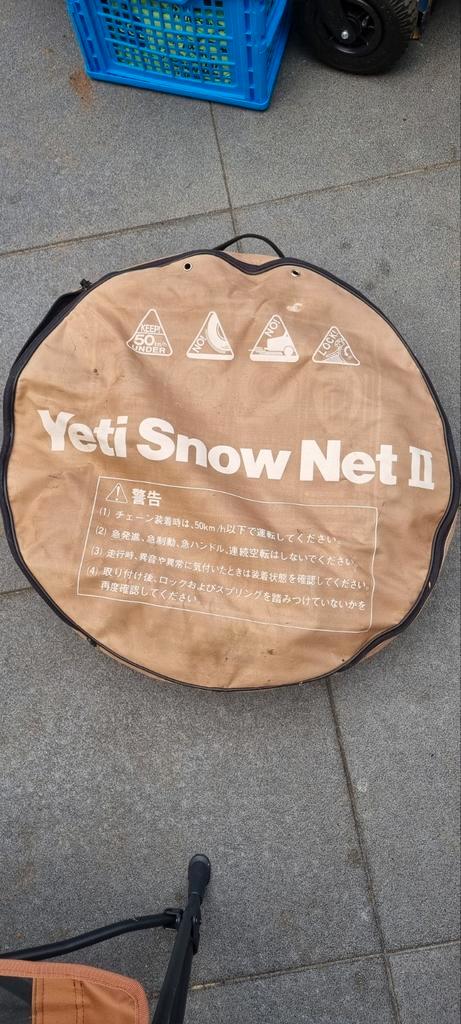 KEEP!
50km/h
UNDER
NO!
NO!
LOCK!
Yeti Snow Net II
警告
(1) チェーン装着時は、50km/h以下で運転してください。
(2) 急発進、急制動、急ハンドル、連続空転はしないでください。
(3) 走行時、異音や異常に気付いたときは装着状態を確認してください。
(4) 取り付け後、ロックおよびスプリングを踏みつけていないかを
再度確認してください。